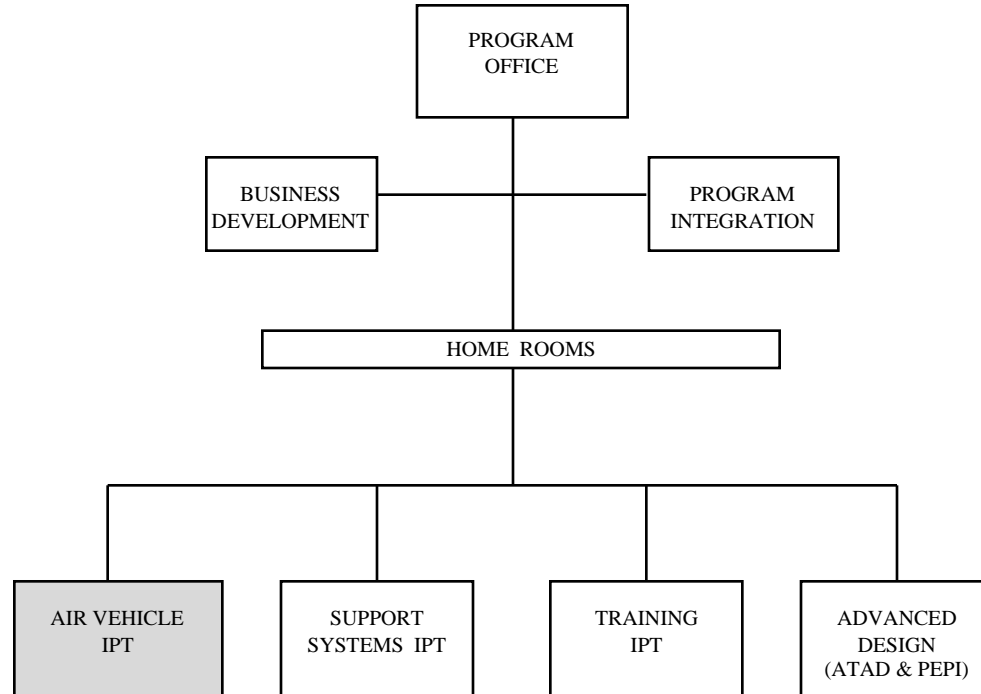 PROGRAM
OFFICE
BUSINESS
DEVELOPMENT
PROGRAM
INTEGRATION
HOME ROOMS
AIR VEHICLE
IPT
SUPPORT
SYSTEMS IPT
TRAINING
IPT
ADVANCED
DESIGN
(ATAD & PEPI)